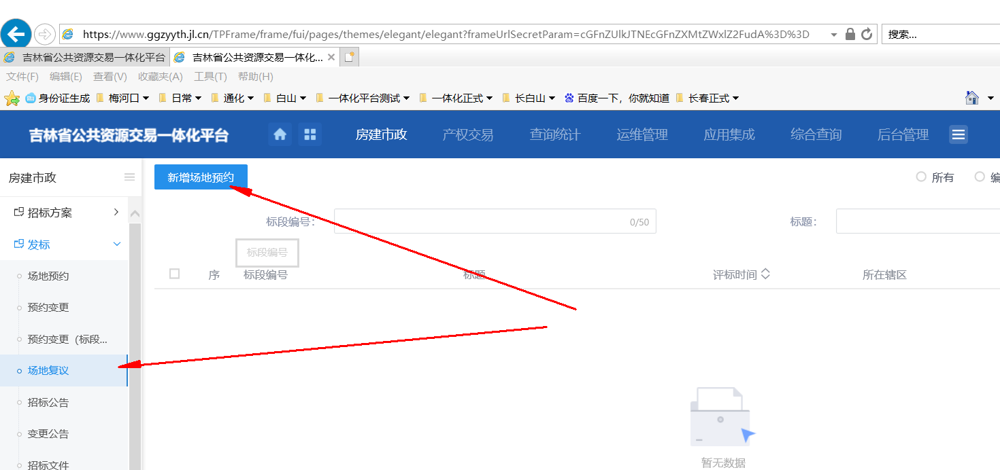 https://www.ggzyyth.jl.cn/TPFrame/frame/fui/pages/themes/elegant/elegant?frameUrlSecretParam=cGFnZUlkJTNEcGFnZXMtZWxlZ2FudA%3D%3D 搜索...
吉林省公共资源交易一体化平台 吉林省公共资源交易一体化...
文件(F) 编辑(E) 查看(V) 收藏夹(A) 工具(T) 帮助(H)
身份证生成 梅河口 日常 通化 白山 一体化平台测试 一体化正式 长白山 百度一下，你就知道 长春正式
吉林省公共资源交易一体化平台 房建市政 产权交易 查询统计 运维管理 应用集成 综合查询 后台管理
房建市政 新增场地预约 所有 编
招标方案
标段编号： 0/50 标题：
发标 标段编号
场地预约 序 标段编号 标题 评标时间 所在辖区
预约变更
预约变更（标段...
场地复议
招标公告
变更公告
招标文件 暂无数据